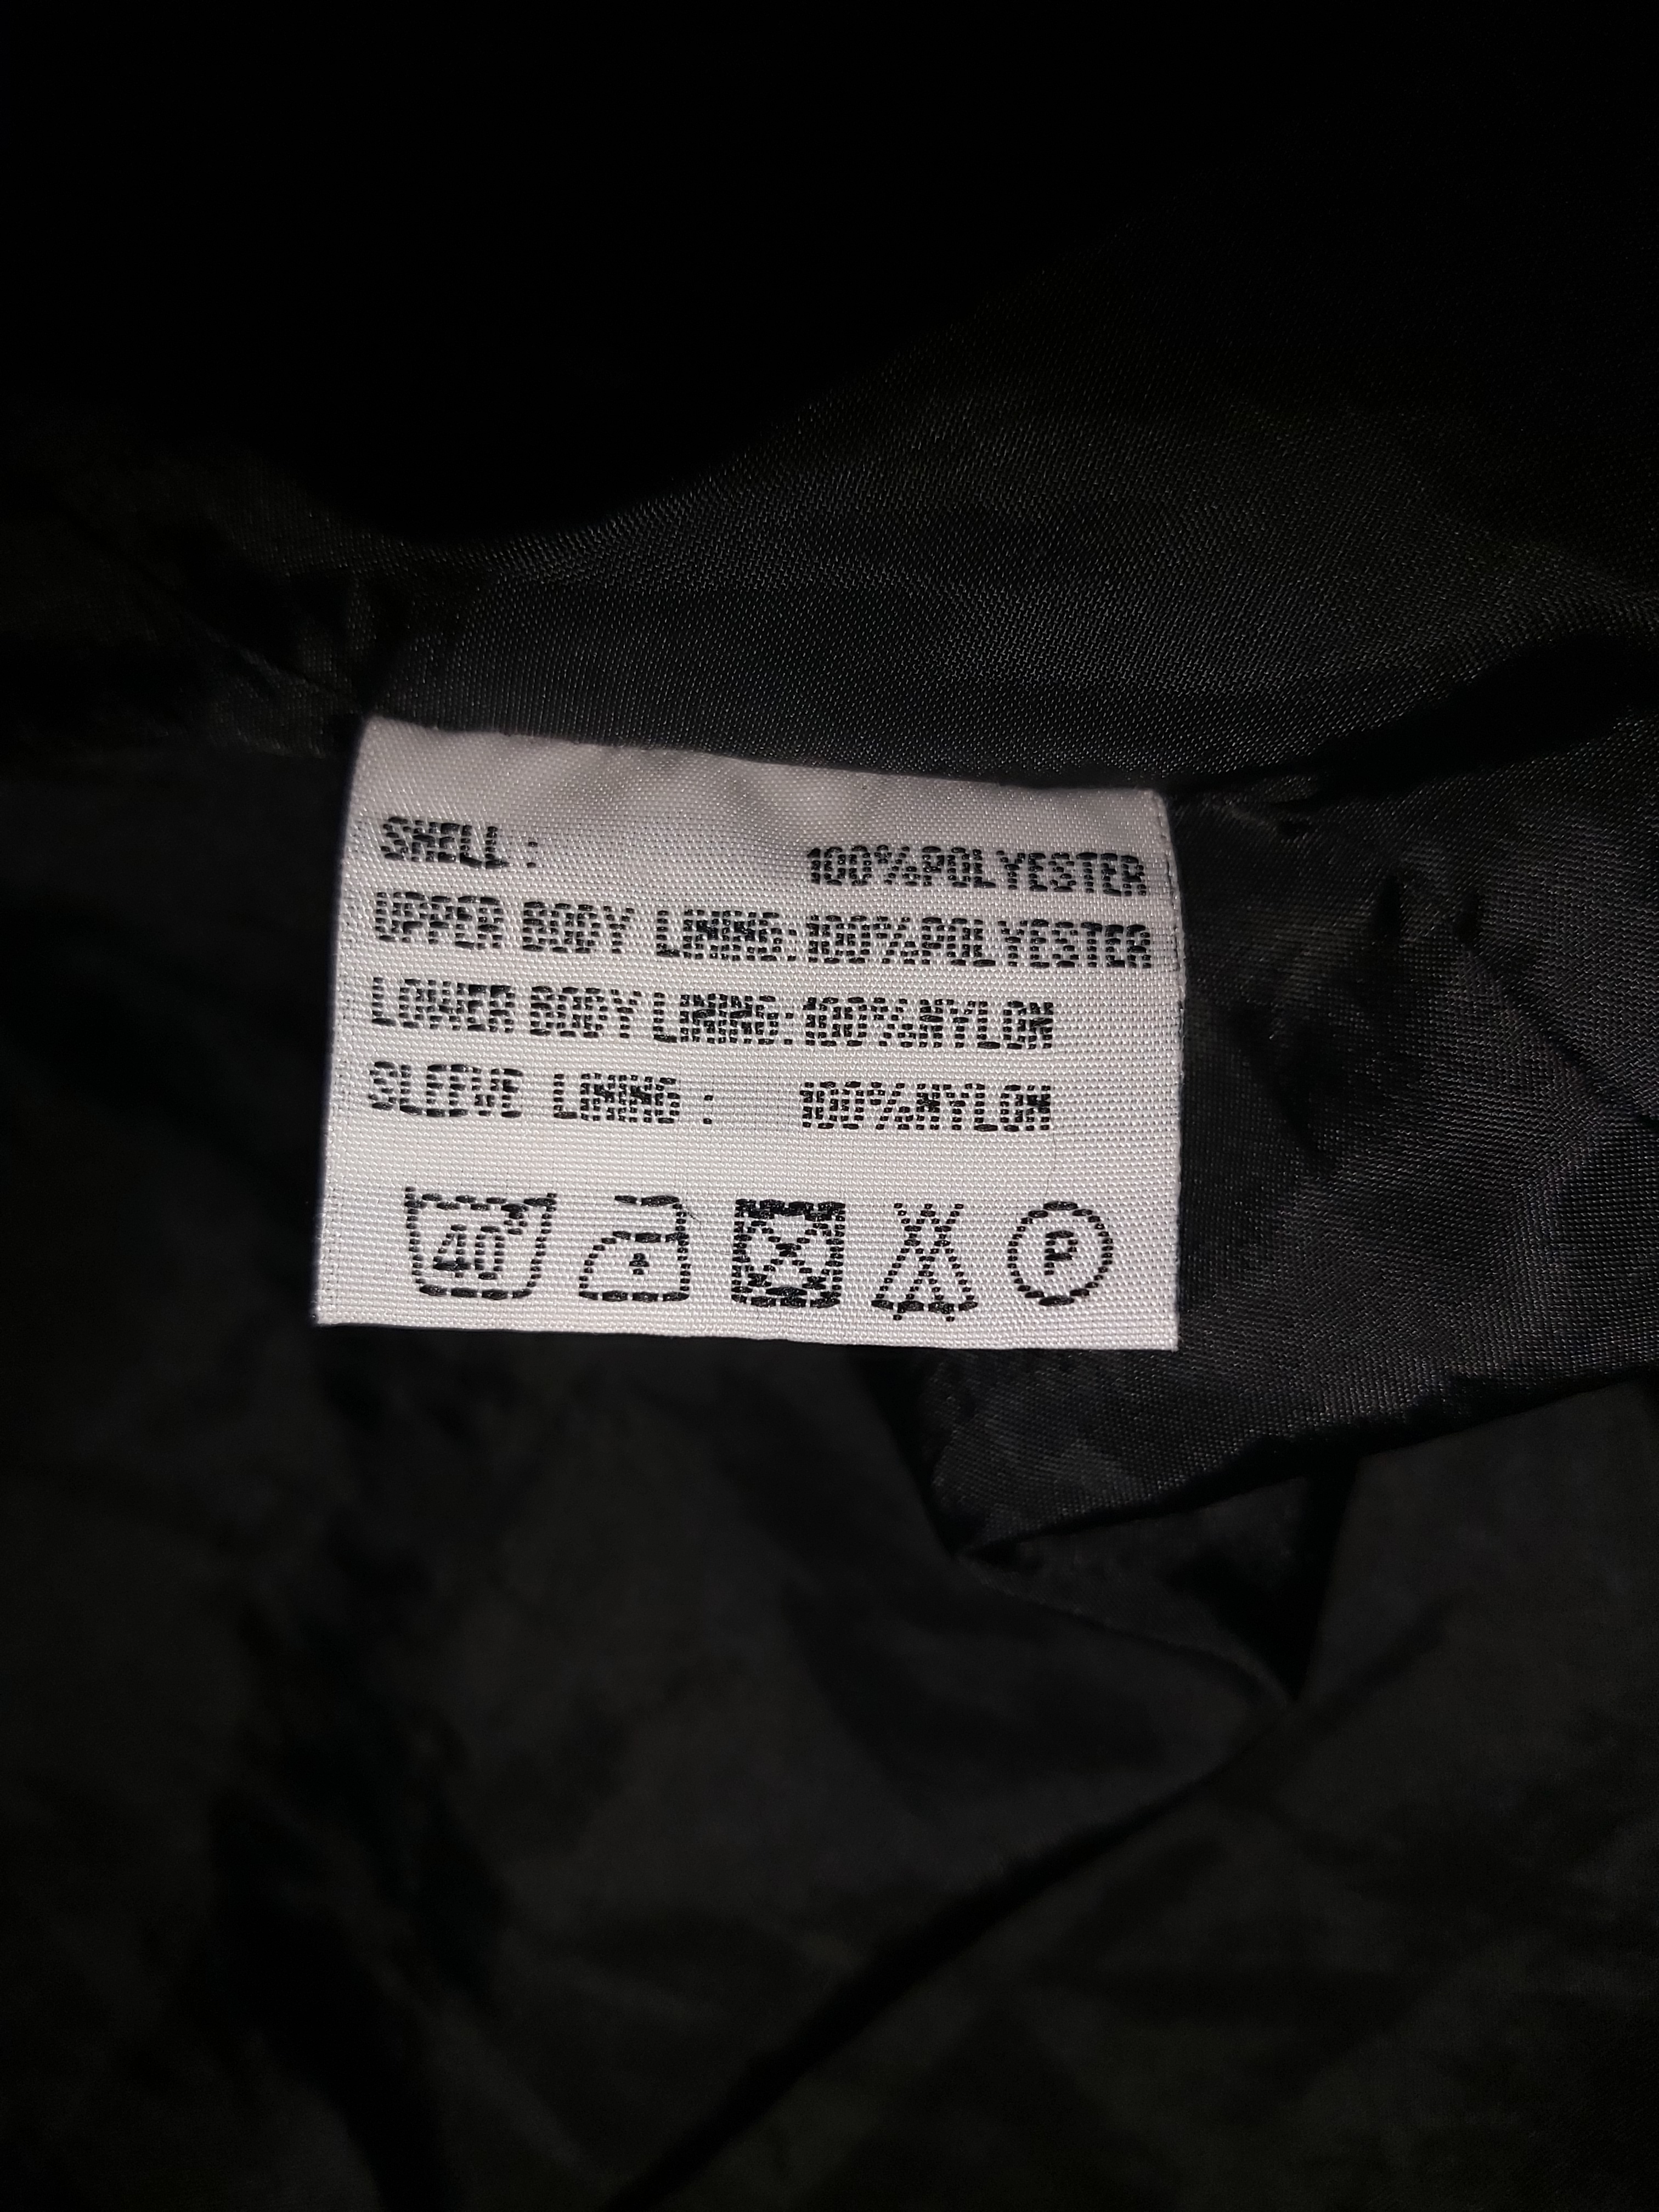 SHELL : 100%POLYESTER
UPPER BODY LINING:100%POLYESTER
LOWER BODY LINING:100%NYLON
SLEEVE LINING : 100%NYLON
40° P